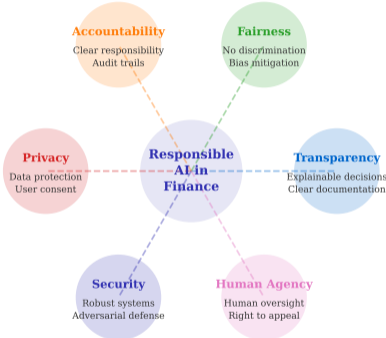 Accountability
Clear responsibility
Audit trails
Fairness
No discrimination
Bias mitigation
Privacy
Data protection
User consent
Responsible
AI in
Finance
Transparency
Explainable decisions
Clear documentation
Security
Robust systems
Adversarial defense
Human Agency
Human oversight
Right to appeal